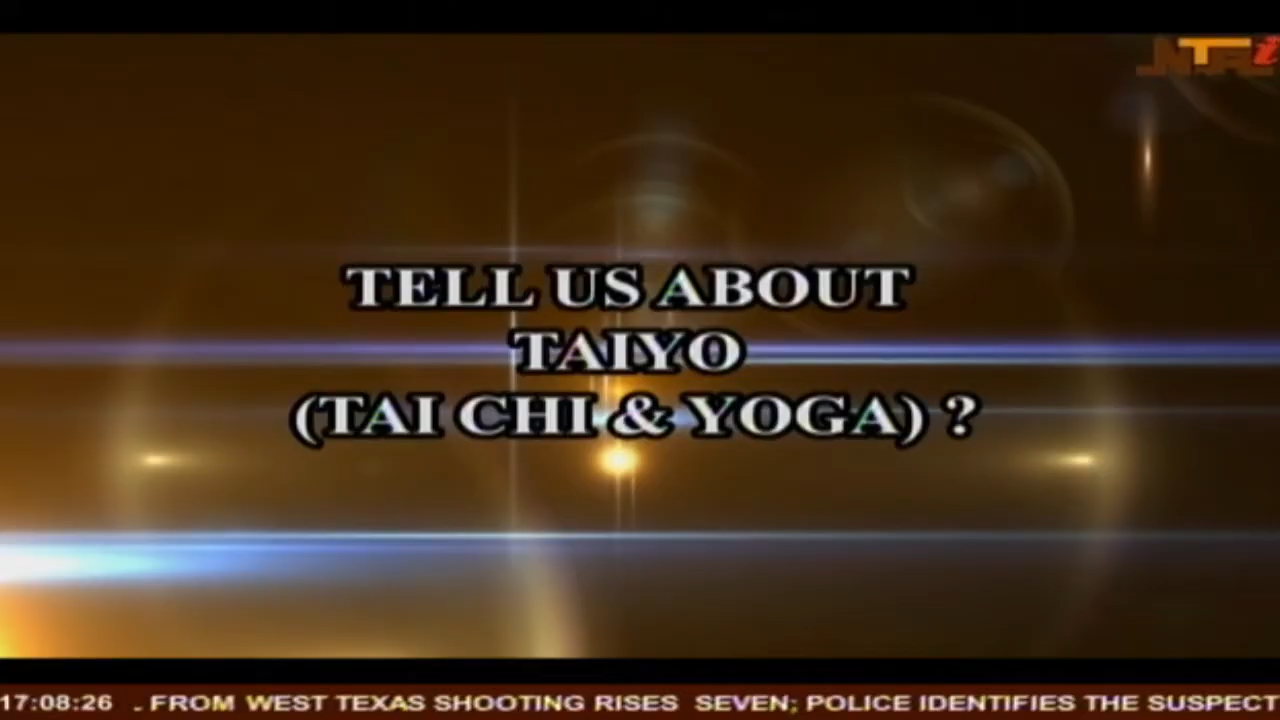 TELL US ABOUT
TAIYO
(TAI CHI & YOGA) ?
17:08:26 . FROM WEST TEXAS SHOOTING RISES SEVEN; POLICE IDENTIFIES THE SUSPECT